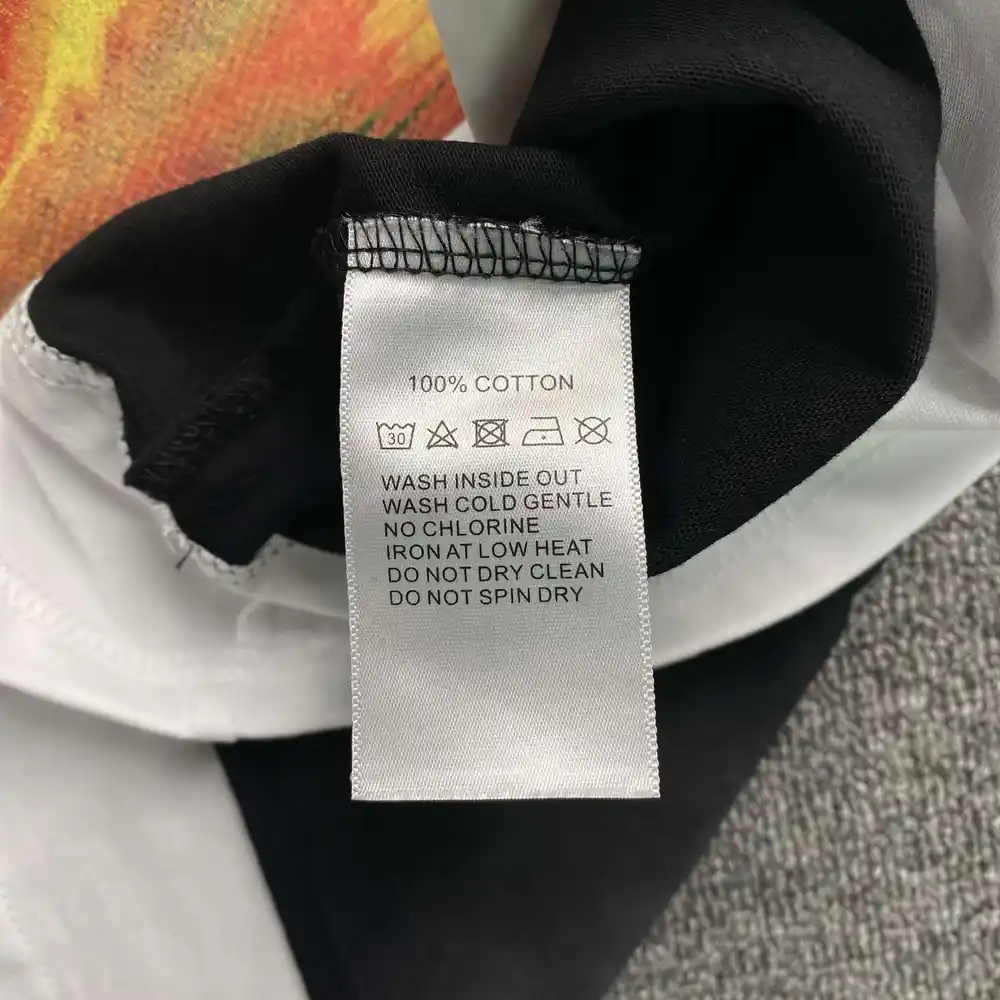 100% COTTON
30
WASH INSIDE OUT
WASH COLD GENTLE
NO CHLORINE
IRON AT LOW HEAT
DO NOT DRY CLEAN
DO NOT SPIN DRY